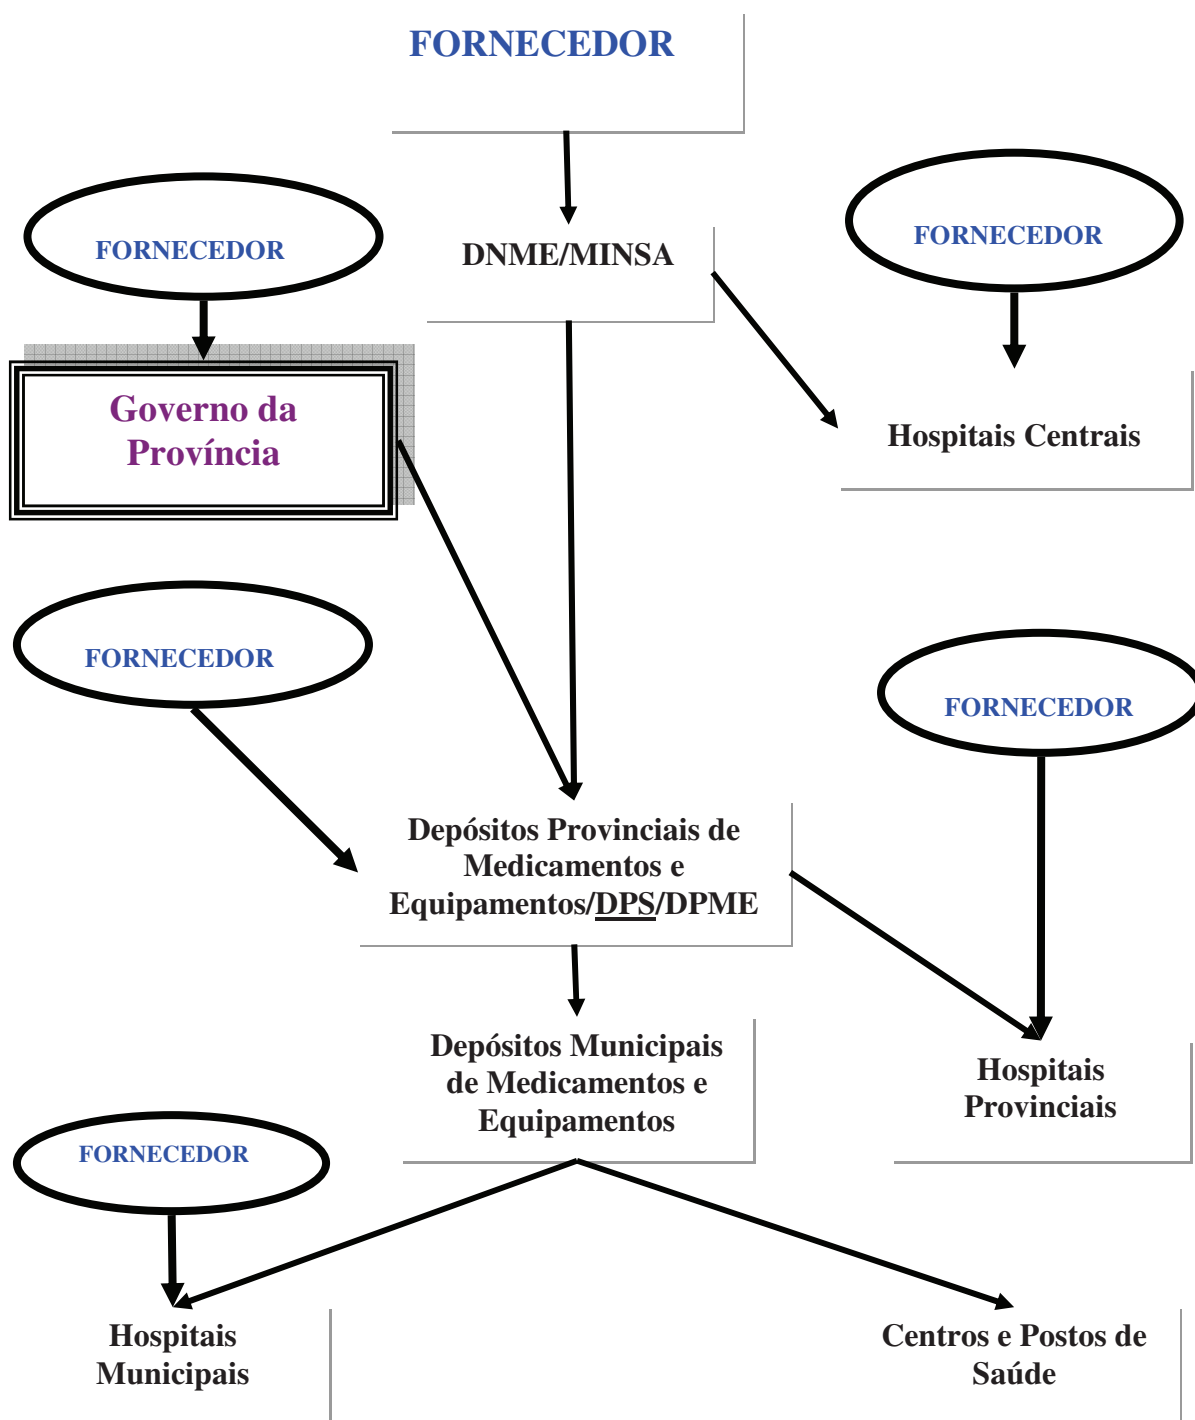 FORNECEDOR
FORNECEDOR
DNME/MINSA
FORNECEDOR
Governo da
Província
Hospitais Centrais
FORNECEDOR
FORNECEDOR
Depósitos Provinciais de
Medicamentos e
Equipamentos/DPS/DPME
Depósitos Municipais
de Medicamentos e
Equipamentos
Hospitais
Provinciais
FORNECEDOR
Hospitais
Municipais
Centros e Postos de
Saúde